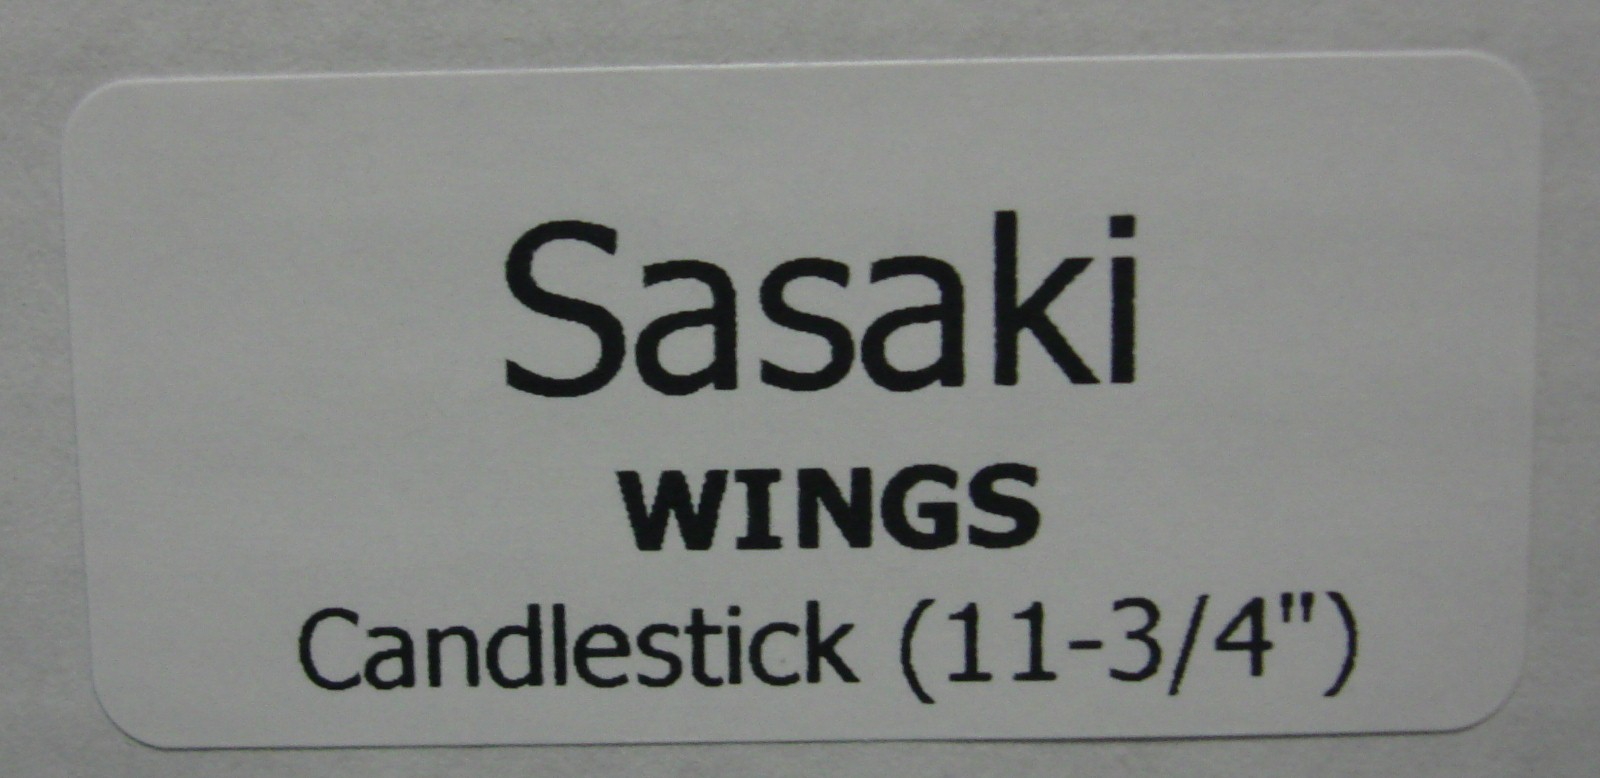 Sasaki
WINGS
Candlestick (11-3/4")